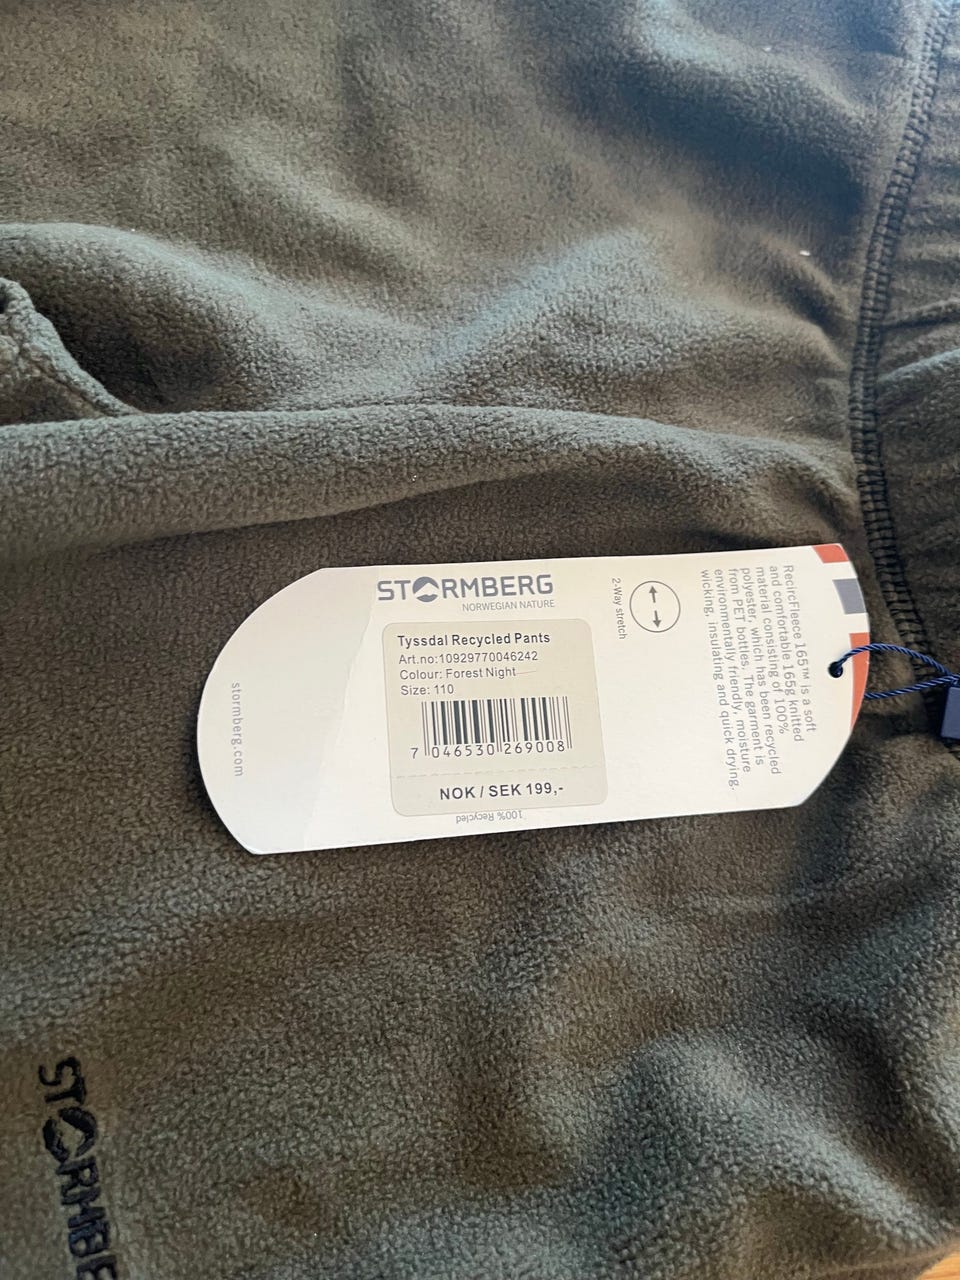 STORMBERG
NORWEGIAN NATURE
Tyssdal Recycled Pants
Art.no:10929770046242
Colour: Forest Night
Size: 110
7 046530 269008
NOK / SEK 199,-
100% Recycled
stormberg.com
2-Way stretch
RecircFleece 165™ is a soft
and comfortable 165g knitted
material consisting of 100%
polyester, which has been recycled
from PET bottles. The garment is
environmentally friendly, moisture
wicking, insulating and quick drying.
STORMBE